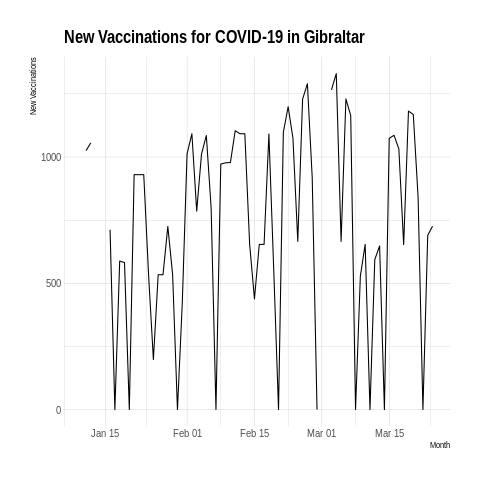 New Vaccinations for COVID-19 in Gibraltar
New Vaccinations
1000
500
0
Jan 15
Feb 01
Feb 15
Mar 01
Mar 15
Month